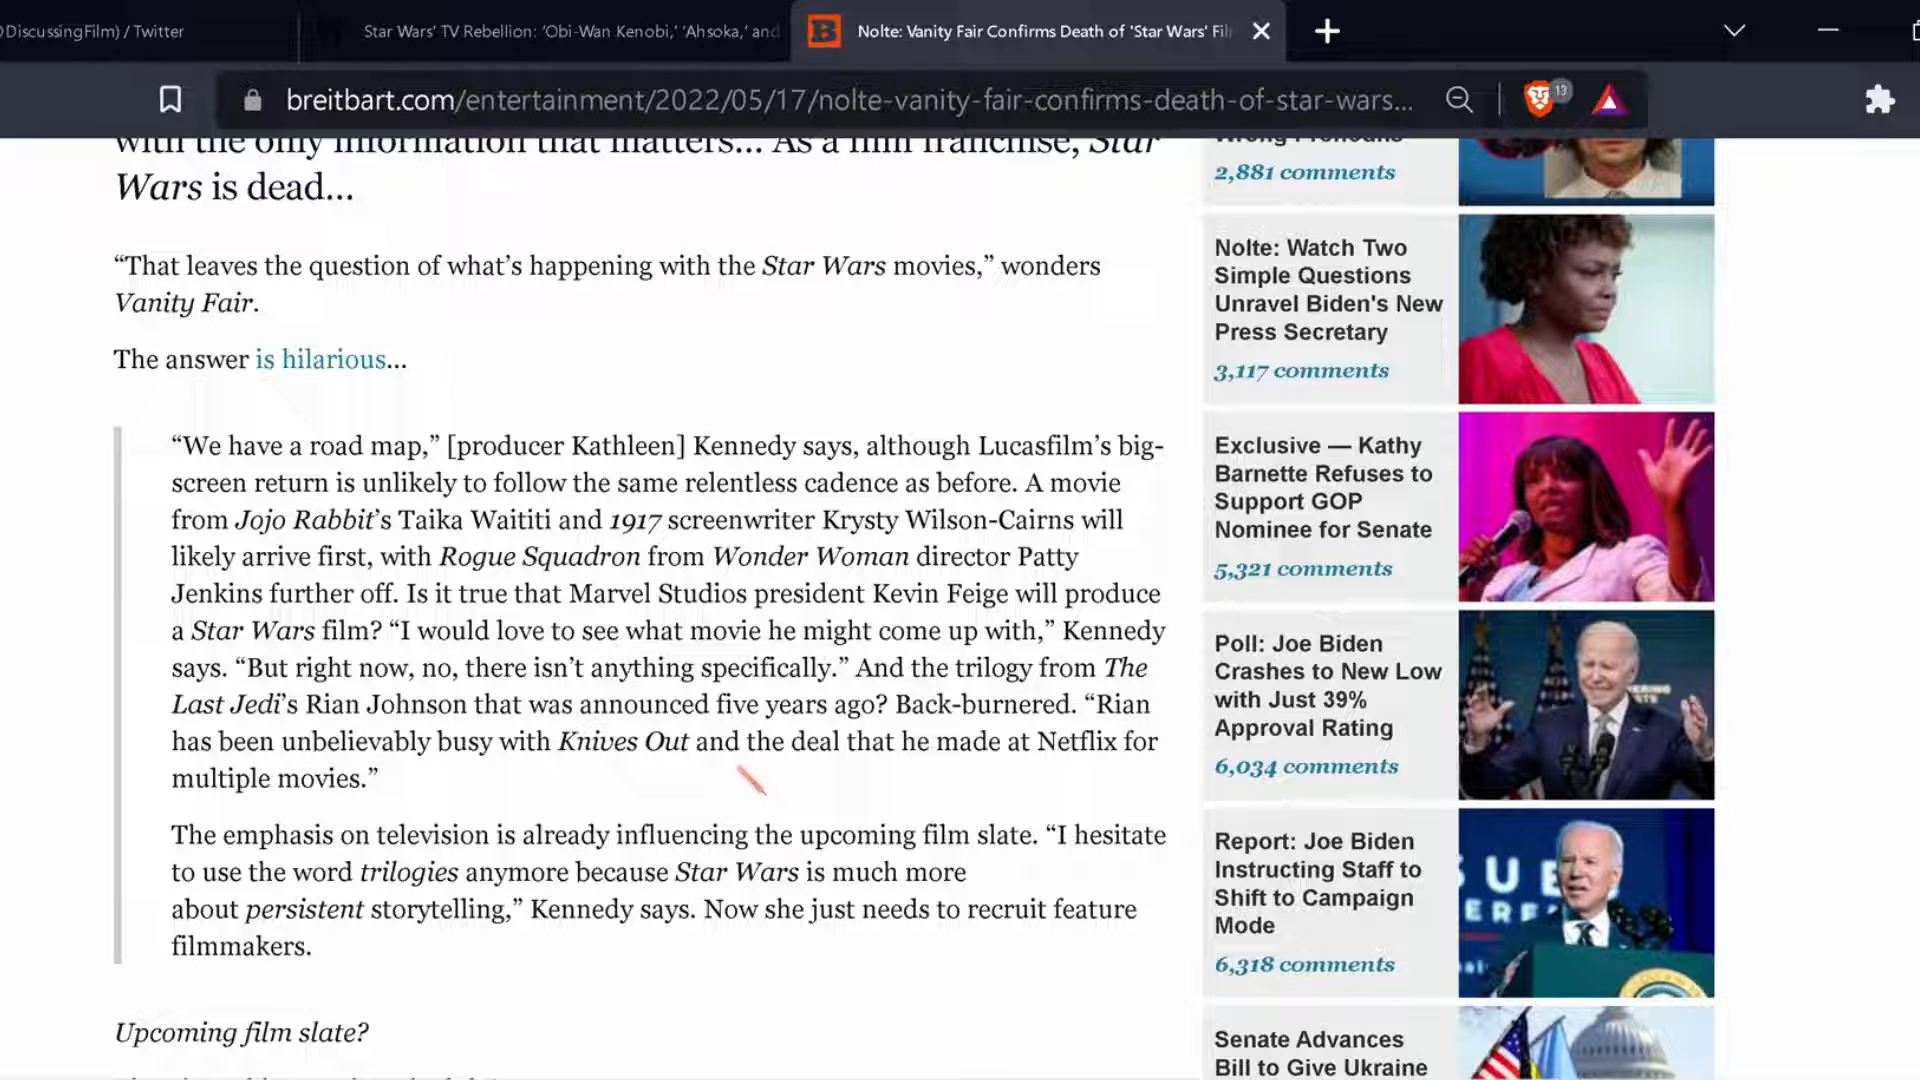 DiscussingFilm) / Twitter
Star Wars' TV Rebellion: 'Obi-Wan Kenobi,' 'Ahsoka,' and
B
Nolte: Vanity Fair Confirms Death of 'Star Wars' Fil
breitbart.com/entertainment/2022/05/17/nolte-vanity-fair-confirms-death-of-star-wars...
13
with the only information that matters... As a film franchise, Star
Wars is dead...
“That leaves the question of what’s happening with the Star Wars movies,” wonders
Vanity Fair.
The answer is hilarious...
“We have a road map,” [producer Kathleen] Kennedy says, although Lucasfilm’s big-
screen return is unlikely to follow the same relentless cadence as before. A movie
from Jojo Rabbit’s Taika Waititi and 1917 screenwriter Krysty Wilson-Cairns will
likely arrive first, with Rogue Squadron from Wonder Woman director Patty
Jenkins further off. Is it true that Marvel Studios president Kevin Feige will produce
a Star Wars film? “I would love to see what movie he might come up with,” Kennedy
says. “But right now, no, there isn’t anything specifically.” And the trilogy from The
Last Jedi’s Rian Johnson that was announced five years ago? Back-burnered. “Rian
has been unbelievably busy with Knives Out and the deal that he made at Netflix for
multiple movies.”
The emphasis on television is already influencing the upcoming film slate. “I hesitate
to use the word trilogies anymore because Star Wars is much more
about persistent storytelling,” Kennedy says. Now she just needs to recruit feature
filmmakers.
Upcoming film slate?
Wrong Pronouns
2,881 comments
Nolte: Watch Two
Simple Questions
Unravel Biden's New
Press Secretary
3,117 comments
Exclusive — Kathy
Barnette Refuses to
Support GOP
Nominee for Senate
5,321 comments
Poll: Joe Biden
Crashes to New Low
with Just 39%
Approval Rating
6,034 comments
Report: Joe Biden
Instructing Staff to
Shift to Campaign
Mode
6,318 comments
Senate Advances
Bill to Give Ukraine